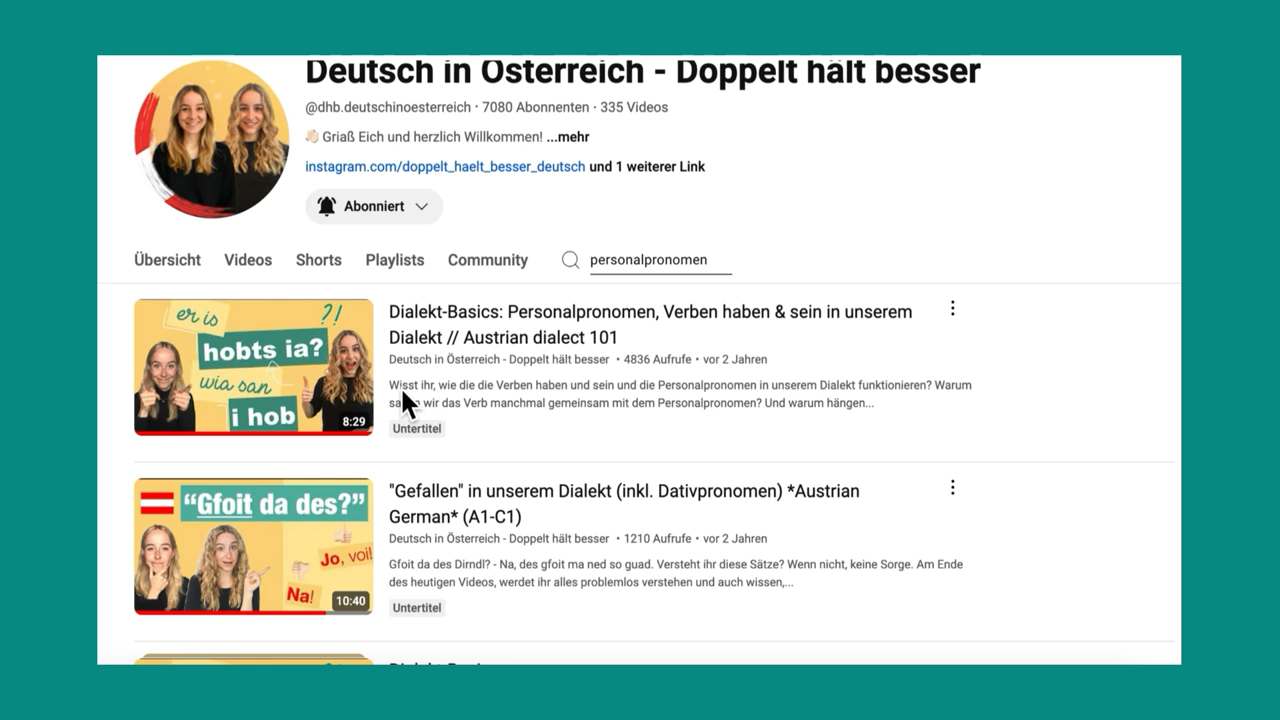 Deutsch in Österreich - Doppelt hält besser
@dhb.deutschinoesterreich · 7080 Abonnenten · 335 Videos
👋🏻 Griaß Eich und herzlich Willkommen! ...mehr
instagram.com/doppelt_haelt_besser_deutsch und 1 weiterer Link
Abonniert
Übersicht Videos Shorts Playlists Community personalpronomen
er is ?!
hobts ia?
wia san
i hob
8:29
Dialekt-Basics: Personalpronomen, Verben haben & sein in unserem
Dialekt // Austrian dialect 101
Deutsch in Österreich - Doppelt hält besser • 4836 Aufrufe • vor 2 Jahren
Wisst ihr, wie die die Verben haben und sein und die Personalpronomen in unserem Dialekt funktionieren? Warum
wir das Verb manchmal gemeinsam mit dem Personalpronomen? Und warum hängen...
Untertitel
“Gfoit da des?”
Jo, voi!
Na!
10:40
"Gefallen" in unserem Dialekt (inkl. Dativpronomen) *Austrian
German* (A1-C1)
Deutsch in Österreich - Doppelt hält besser • 1210 Aufrufe • vor 2 Jahren
Gfoit da des Dirndl? - Na, des gfoit ma ned so guad. Versteht ihr diese Sätze? Wenn nicht, keine Sorge. Am Ende
des heutigen Videos, werdet ihr alles problemlos verstehen und auch wissen,...
Untertitel